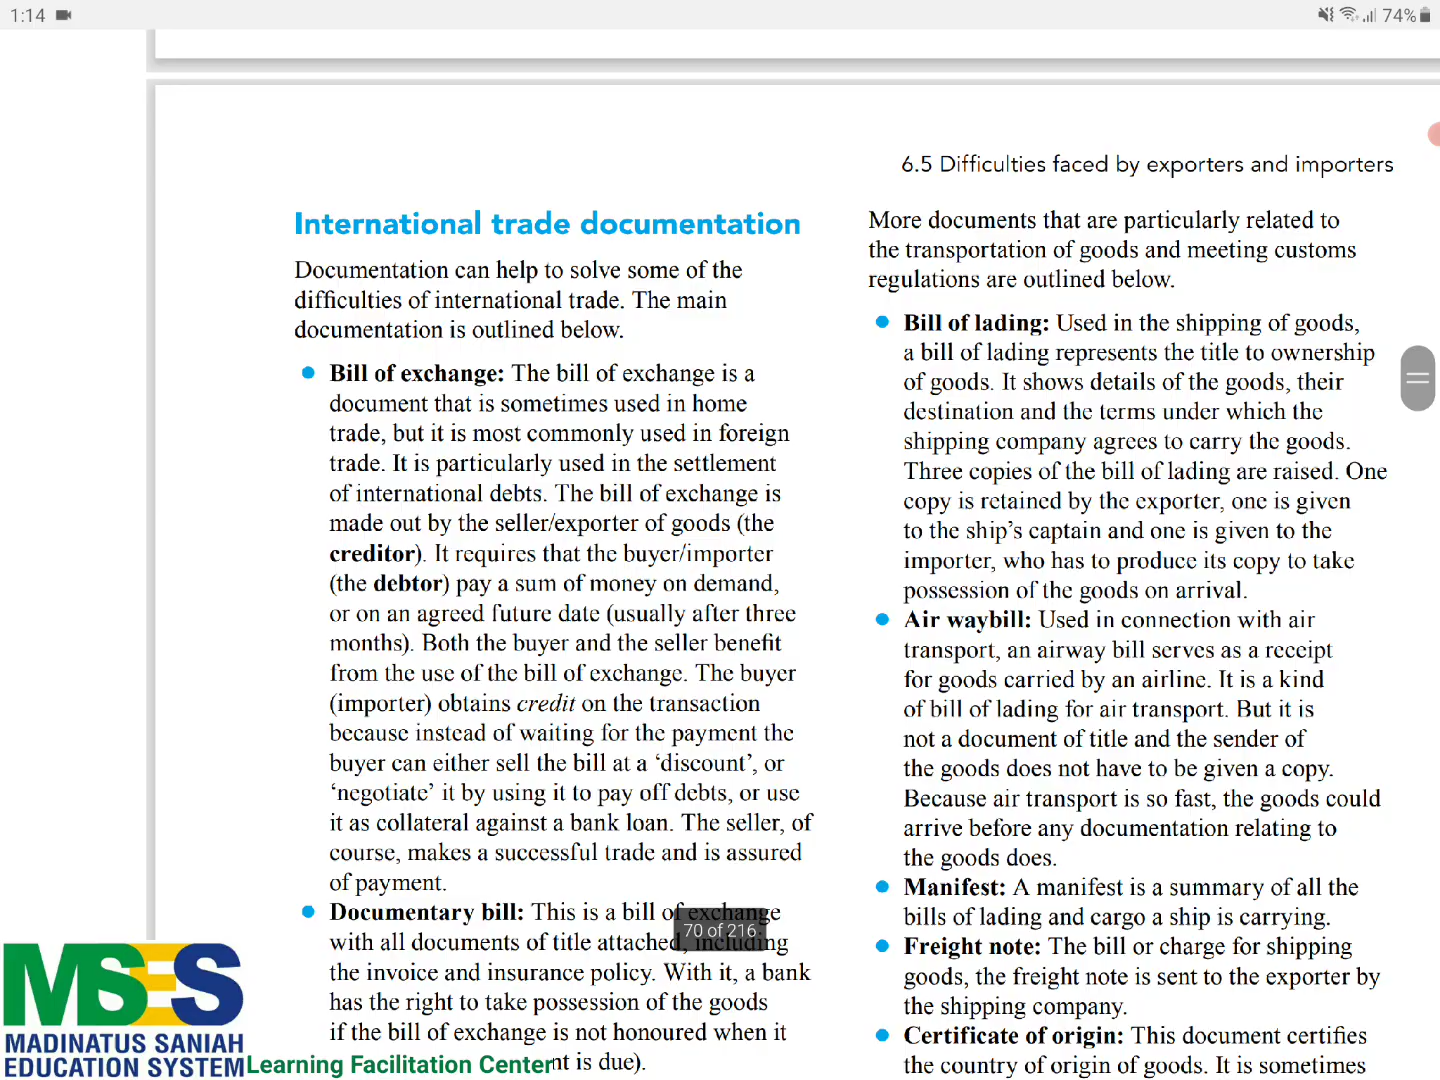 1:14
74%
6.5 Difficulties faced by exporters and importers
International trade documentation
Documentation can help to solve some of the
difficulties of international trade. The main
documentation is outlined below.
Bill of exchange: The bill of exchange is a
document that is sometimes used in home
trade, but it is most commonly used in foreign
trade. It is particularly used in the settlement
of international debts. The bill of exchange is
made out by the seller/exporter of goods (the
creditor). It requires that the buyer/importer
(the debtor) pay a sum of money on demand,
or on an agreed future date (usually after three
months). Both the buyer and the seller benefit
from the use of the bill of exchange. The buyer
(importer) obtains credit on the transaction
because instead of waiting for the payment the
buyer can either sell the bill at a ‘discount’, or
‘negotiate’ it by using it to pay off debts, or use
it as collateral against a bank loan. The seller, of
course, makes a successful trade and is assured
of payment.
Documentary bill: This is a bill of exchange
with all documents of title attached, including
the invoice and insurance policy. With it, a bank
has the right to take possession of the goods
if the bill of exchange is not honoured when it
nt is due).
More documents that are particularly related to
the transportation of goods and meeting customs
regulations are outlined below.
Bill of lading: Used in the shipping of goods,
a bill of lading represents the title to ownership
of goods. It shows details of the goods, their
destination and the terms under which the
shipping company agrees to carry the goods.
Three copies of the bill of lading are raised. One
copy is retained by the exporter, one is given
to the ship’s captain and one is given to the
importer, who has to produce its copy to take
possession of the goods on arrival.
Air waybill: Used in connection with air
transport, an airway bill serves as a receipt
for goods carried by an airline. It is a kind
of bill of lading for air transport. But it is
not a document of title and the sender of
the goods does not have to be given a copy.
Because air transport is so fast, the goods could
arrive before any documentation relating to
the goods does.
Manifest: A manifest is a summary of all the
bills of lading and cargo a ship is carrying.
Freight note: The bill or charge for shipping
goods, the freight note is sent to the exporter by
the shipping company.
Certificate of origin: This document certifies
the country of origin of goods. It is sometimes
70 of 216
MSES
MADINATUS SANIAH
EDUCATION SYSTEM
Learning Facilitation Center